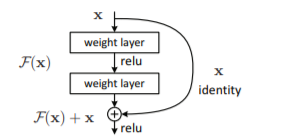 x
weight layer
F(x)
relu
x
weight layer
identity
F(x) + x
relu